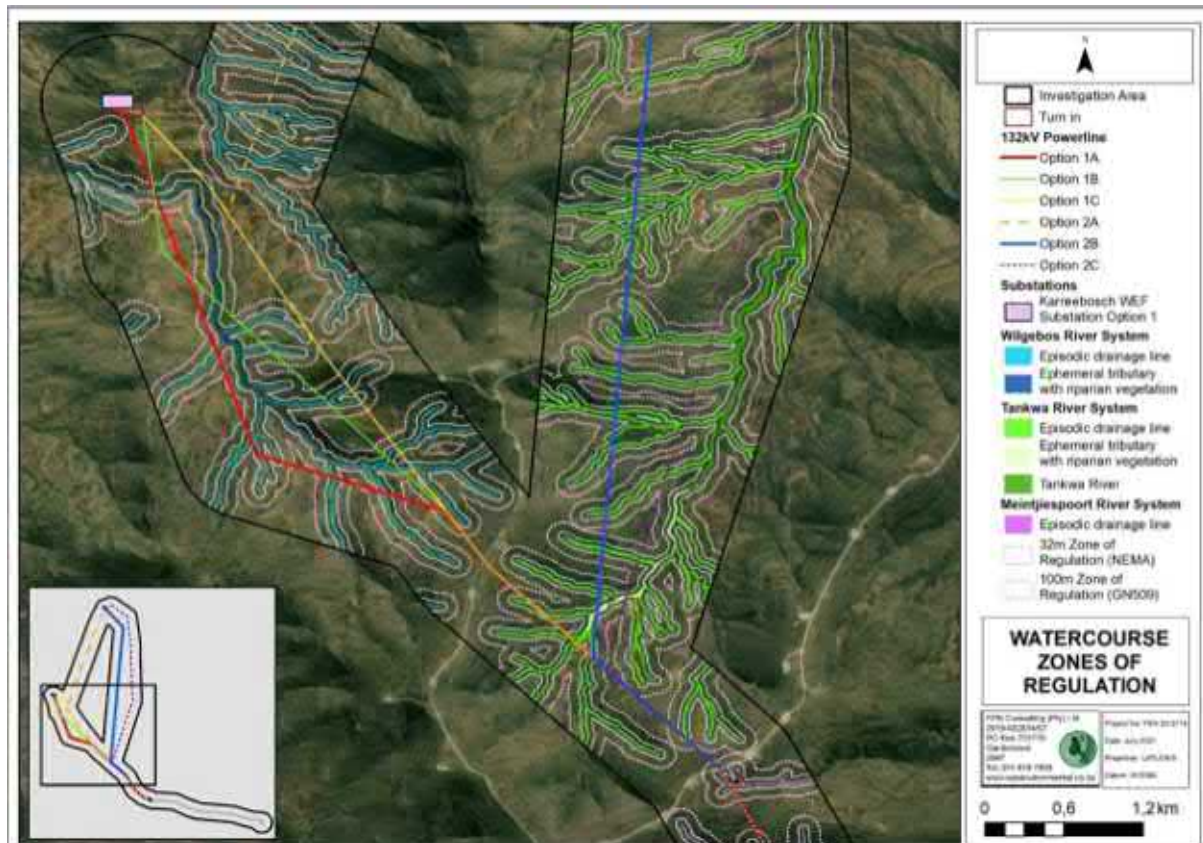 N
Investigation Area
Turn in
132kV Powerline
Option 1A
Option 1B
Option 1C
Option 2A
Option 2B
Option 2C
Substations
Karreebosch WEF
Substation Option 1
Wilgebos River System
Episodic drainage line
Ephemeral tributary
with riparian vegetation
Tankwa River System
Episodic drainage line
Ephemeral tributary
with riparian vegetation
Tankwa River
Meintjiespoort River System
Episodic drainage line
32m Zone of
Regulation (NEMA)
100m Zone of
Regulation (GN509)
WATERCOURSE
ZONES OF
REGULATION
0 0,6 1,2km